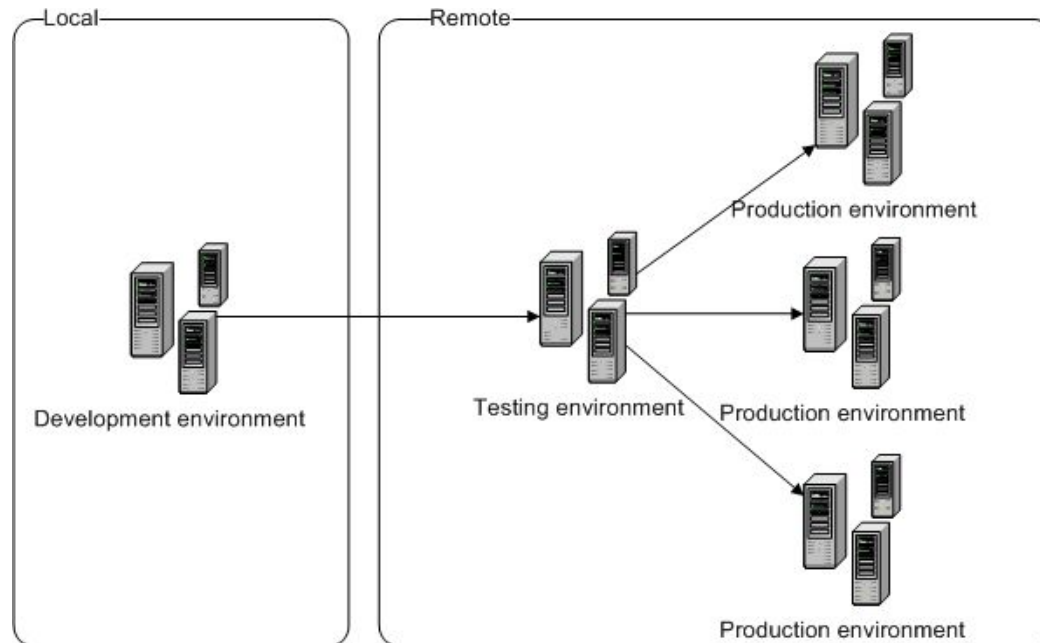 Local
Remote
Production environment
Development environment
Testing environment
Production environment
Production environment